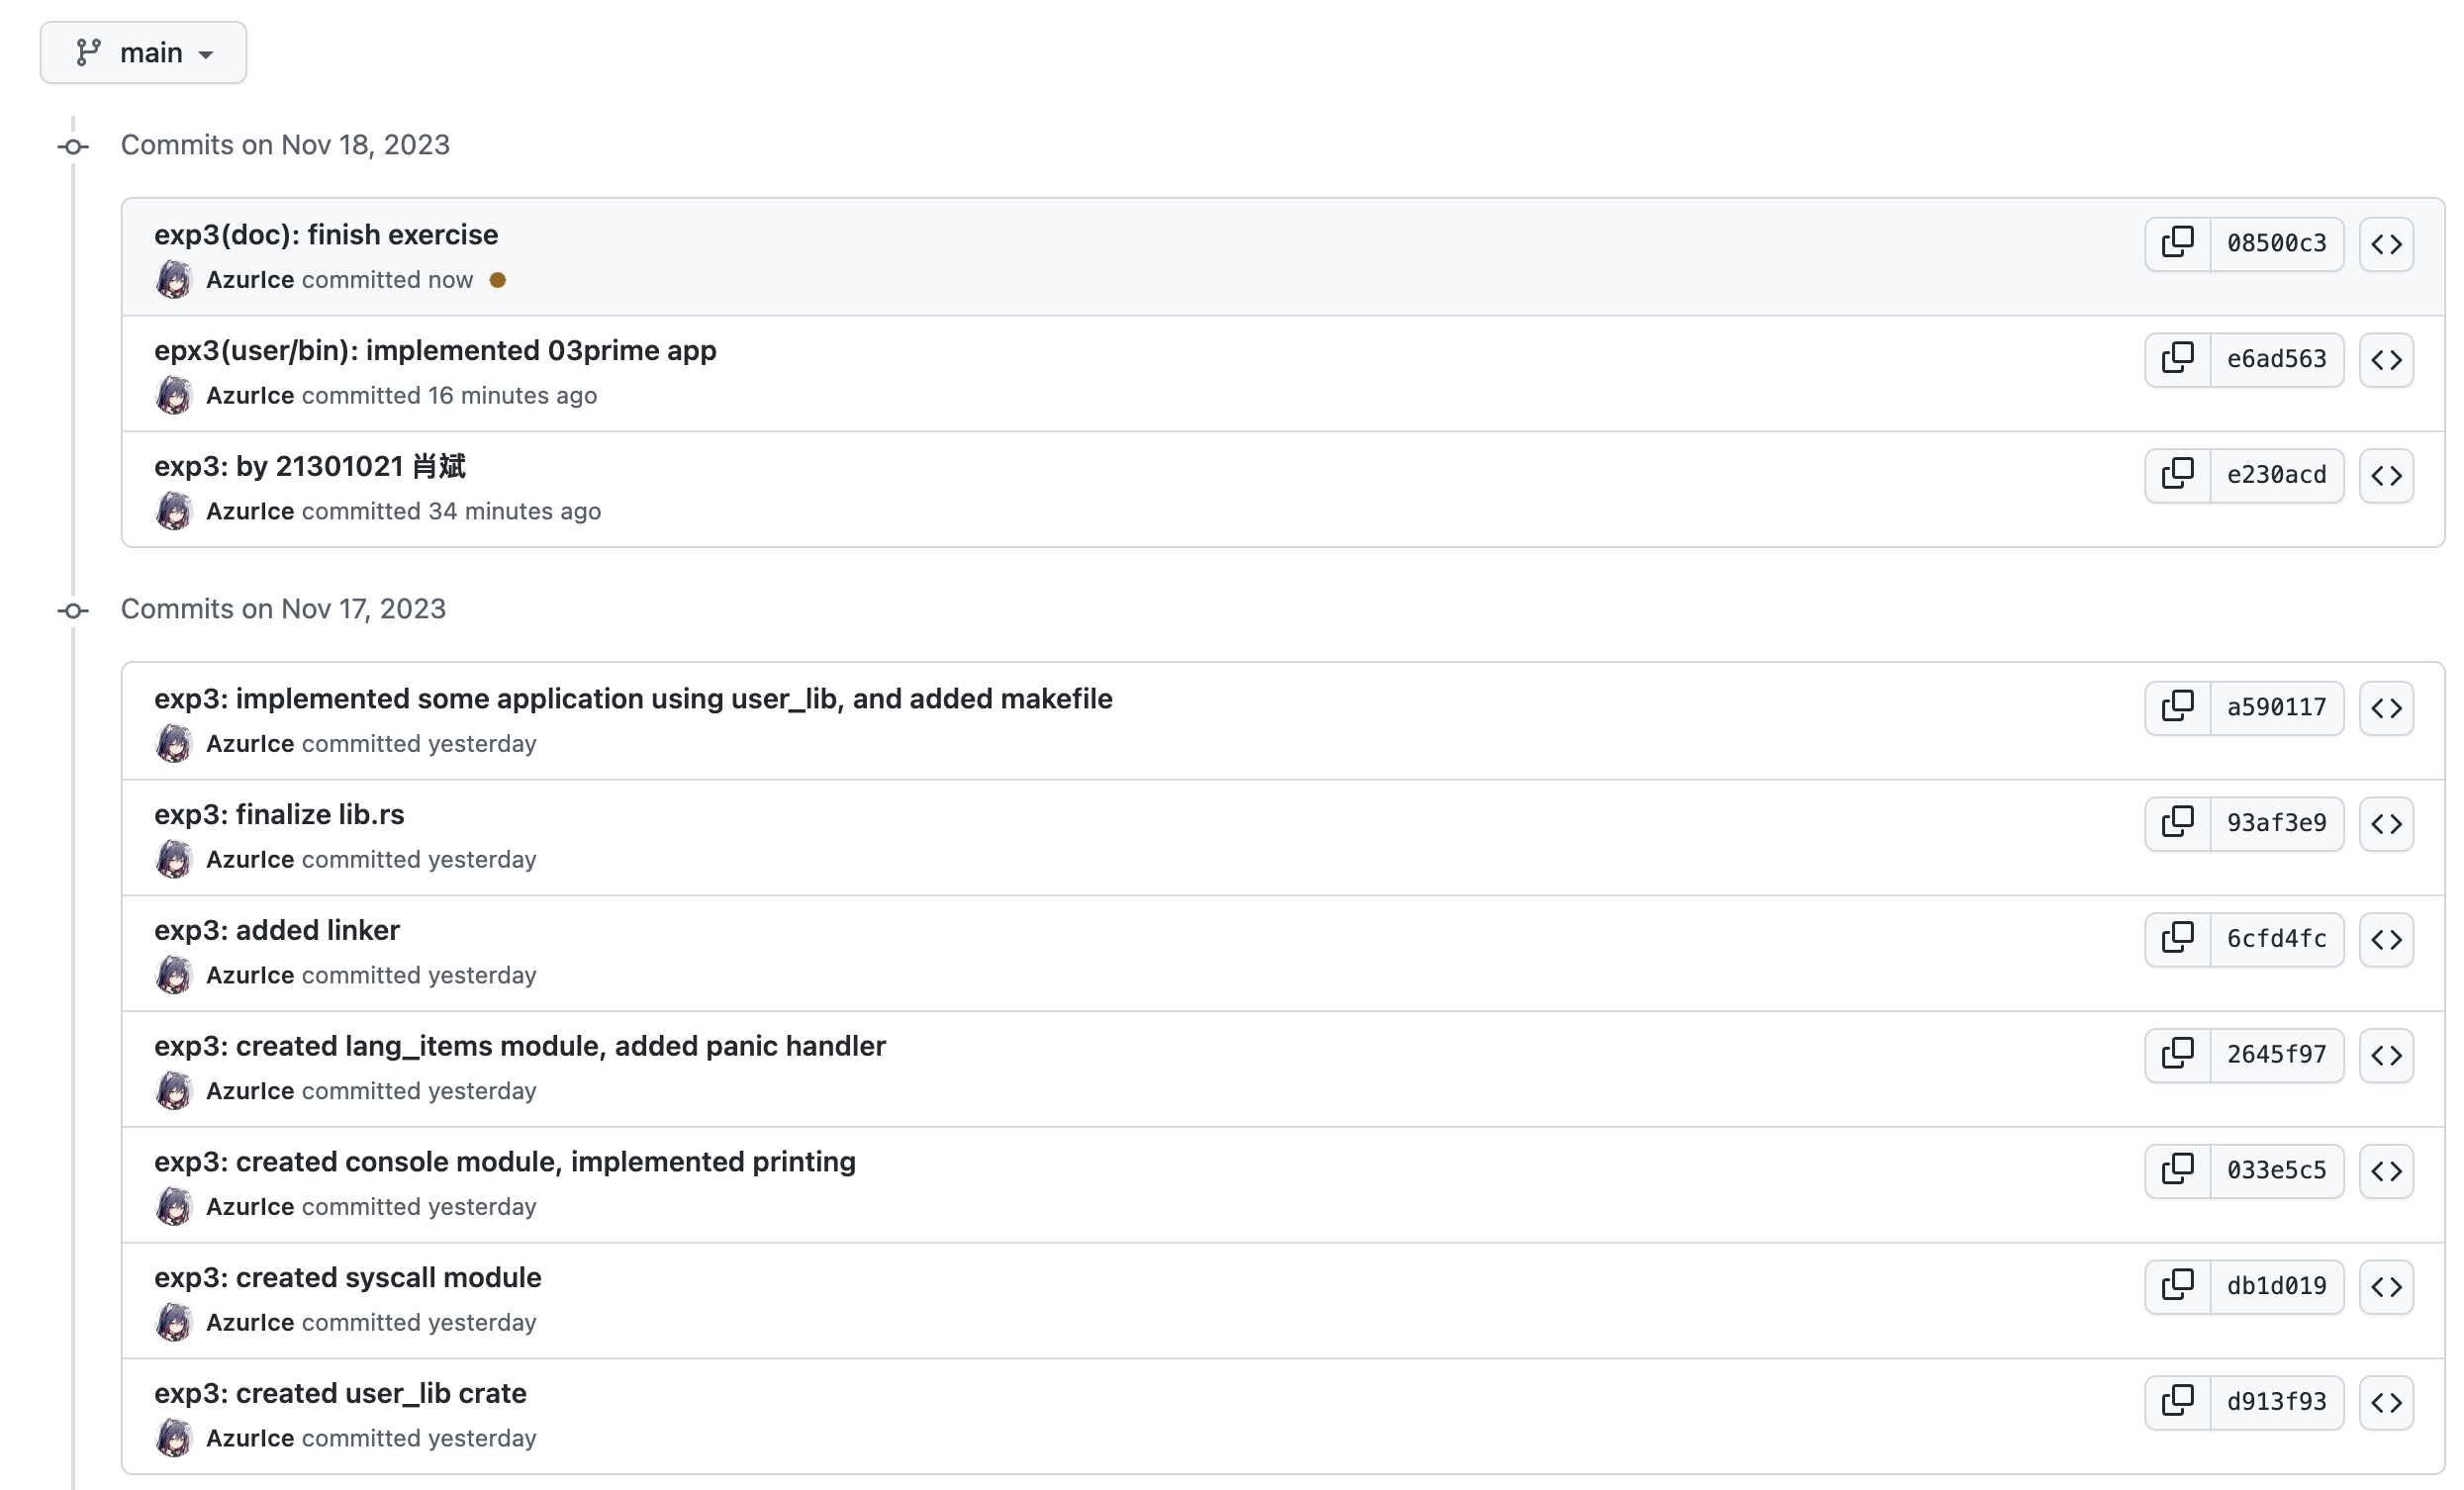 main
Commits on Nov 18, 2023
exp3(doc): finish exercise
AzurIce committed now
08500c3
epx3(user/bin): implemented 03prime app
AzurIce committed 16 minutes ago
e6ad563
exp3: by 21301021 肖斌
AzurIce committed 34 minutes ago
e230acd
Commits on Nov 17, 2023
exp3: implemented some application using user_lib, and added makefile
AzurIce committed yesterday
a590117
exp3: finalize lib.rs
AzurIce committed yesterday
93af3e9
exp3: added linker
AzurIce committed yesterday
6cfd4fc
exp3: created lang_items module, added panic handler
AzurIce committed yesterday
2645f97
exp3: created console module, implemented printing
AzurIce committed yesterday
033e5c5
exp3: created syscall module
AzurIce committed yesterday
db1d019
exp3: created user_lib crate
AzurIce committed yesterday
d913f93